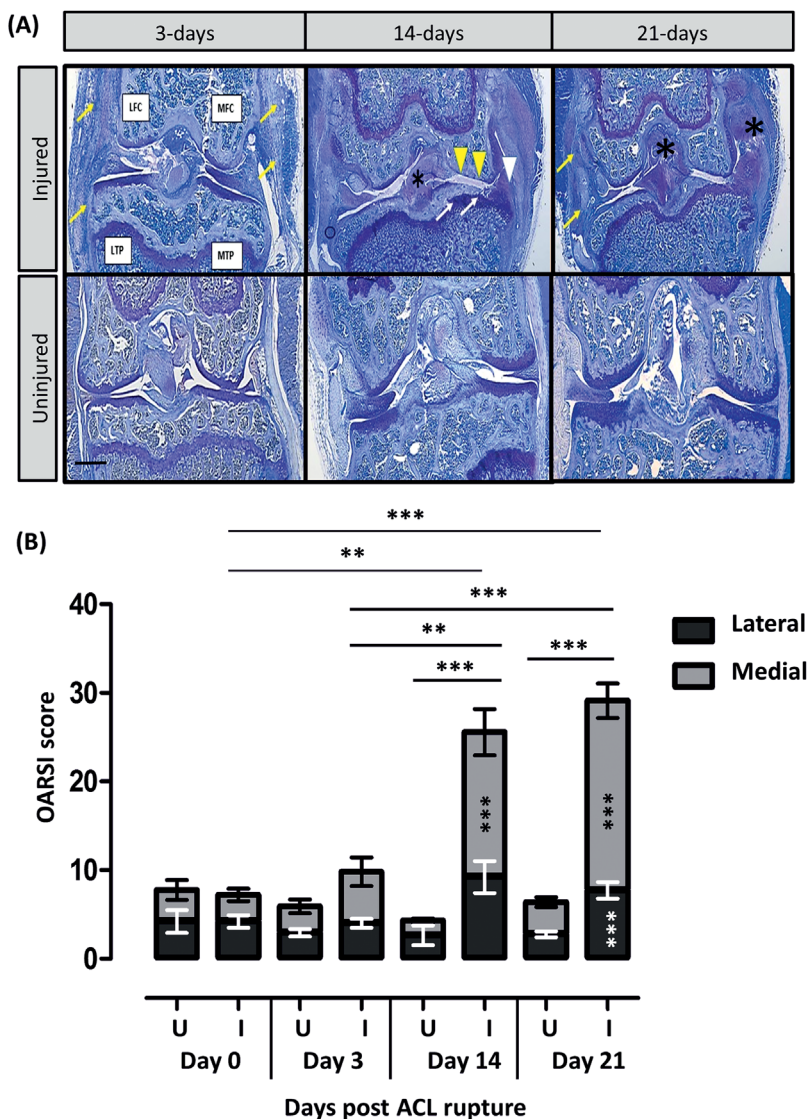 (A)
3-days 14-days 21-days
Injured
LFC MFC
* * *
LTP MTP
Uninjured
(B)
***
**
***
**
*** ***
40
30
20
10
0
OARSI score
Lateral
Medial
*** ***
***
U I U I U I U I
Day 0 Day 3 Day 14 Day 21
Days post ACL rupture